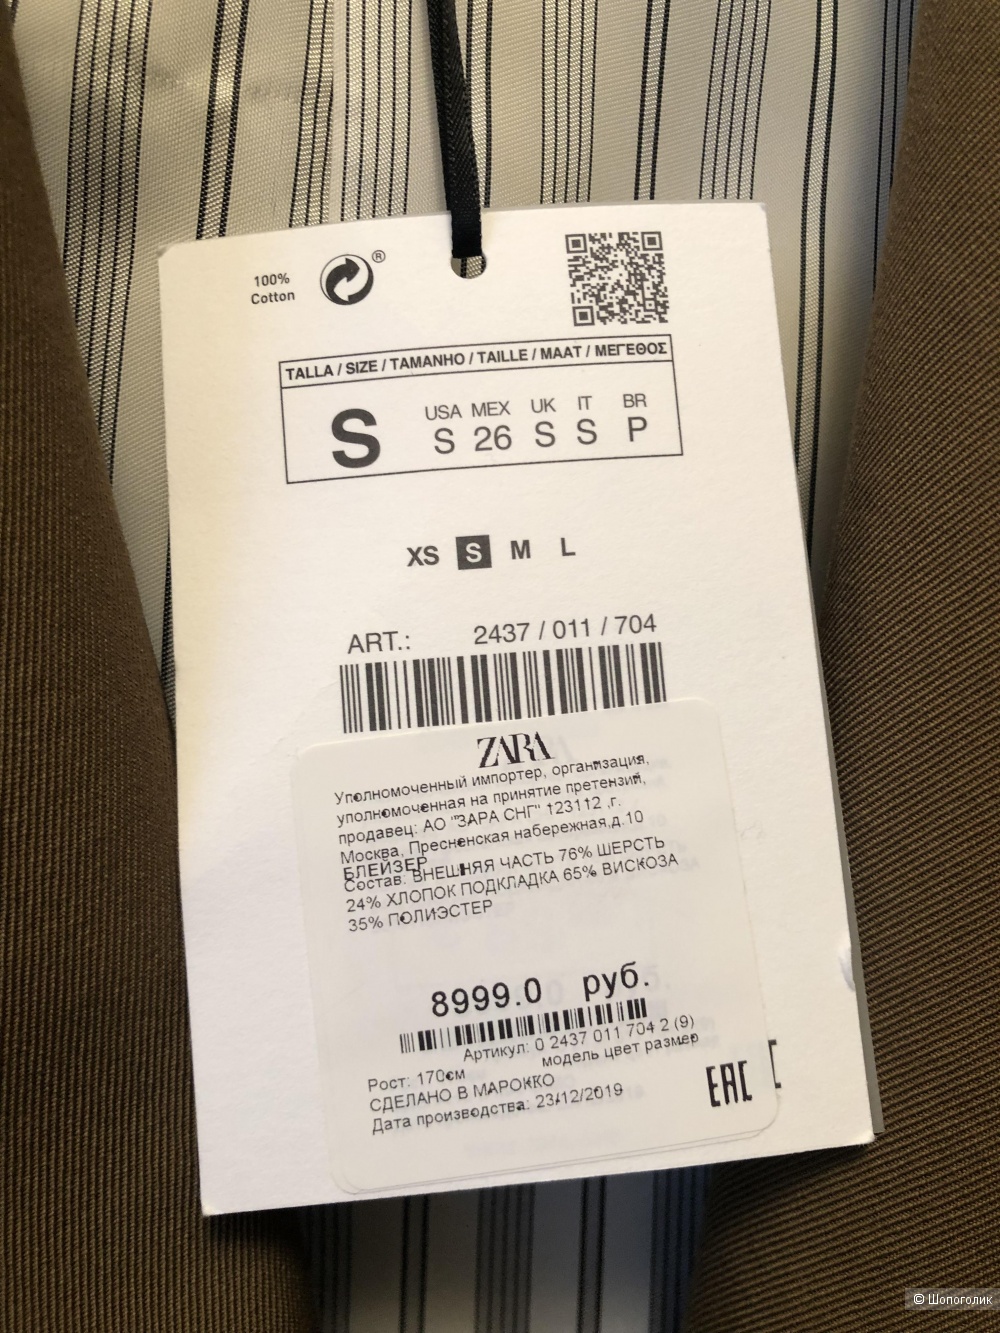 100%
Cotton
®
TALLA / SIZE / TAMANHO / TAILLE / MAAT / ΜΕΓΕΘΟΣ
USA MEX UK IT BR
S S 26 S S P
XS S M L
ART.: 2437 / 011 / 704
ZARA
Уполномоченный импортер, организация,
уполномоченная на принятие претензий,
продавец: АО "ЗАРА СНГ" 123112 ,г.
Москва, Пресненская набережная,д.10
БЛЕЙЗЕР
Состав: ВНЕШНЯЯ ЧАСТЬ 76% ШЕРСТЬ
24% ХЛОПОК ПОДКЛАДКА 65% ВИСКОЗА
35% ПОЛИЭСТЕР
8999.0 руб.
Артикул: 0 2437 011 704 2 (9)
модель цвет размер
Рост: 170см
СДЕЛАНО В МАРОККО
Дата производства: 23/12/2019
EAC
© Шопоголик